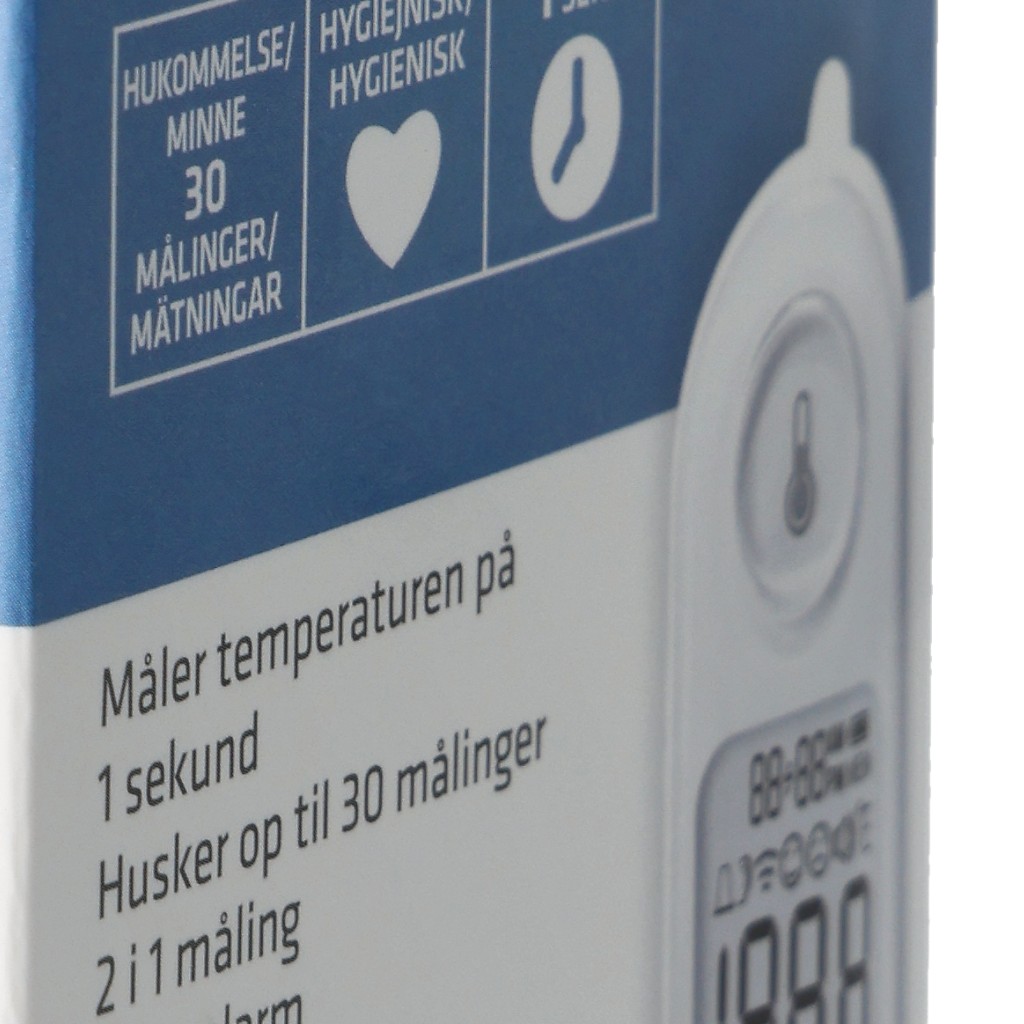 HUKOMMELSE/
MINNE
30
MÅLINGER/
MÄTNINGAR
HYGIEJNISK/
HYGIENISK
Måler temperaturen på
1 sekund
Husker op til 30 målinger
2 i 1 måling